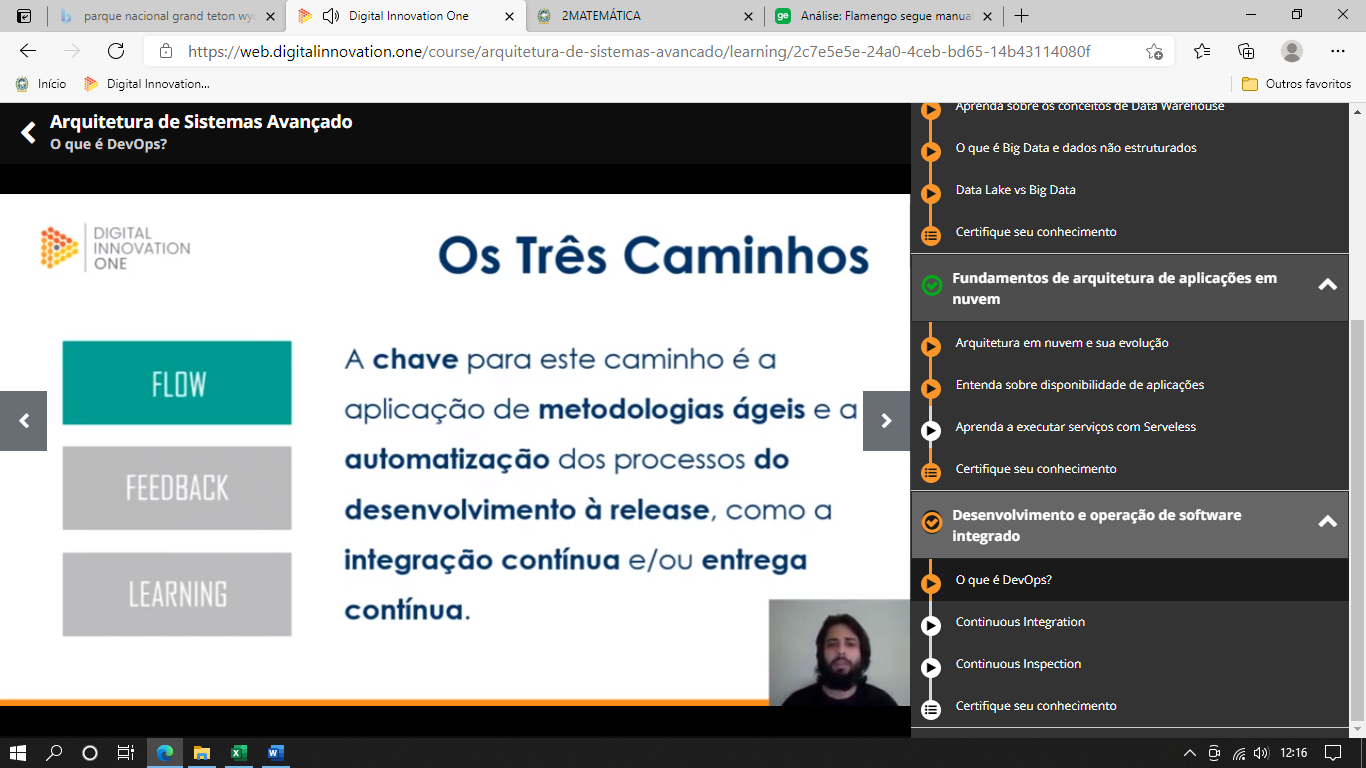 parque nacional grand teton wy
Digital Innovation One
2MATEMÁTICA
ge
Análise: Flamengo segue manua
https://web.digitalinnovation.one/course/arquitetura-de-sistemas-avancado/learning/2c7e5e5e-24a0-4ceb-bd65-14b43114080f
Início
Digital Innovation...
Outros favoritos
Arquitetura de Sistemas Avançado
O que é DevOps?
DIGITAL
INNOVATION
ONE
Os Três Caminhos
FLOW
FEEDBACK
LEARNING
A chave para este caminho é a
aplicação de metodologias ágeis e a
automatização dos processos do
desenvolvimento à release, como a
integração contínua e/ou entrega
contínua.
Aprenda sobre os conceitos de Data Warehouse
O que é Big Data e dados não estruturados
Data Lake vs Big Data
Certifique seu conhecimento
Fundamentos de arquitetura de aplicações em
nuvem
Arquitetura em nuvem e sua evolução
Entenda sobre disponibilidade de aplicações
Aprenda a executar serviços com Serveless
Certifique seu conhecimento
Desenvolvimento e operação de software
integrado
O que é DevOps?
Continuous Integration
Continuous Inspection
Certifique seu conhecimento
12:16